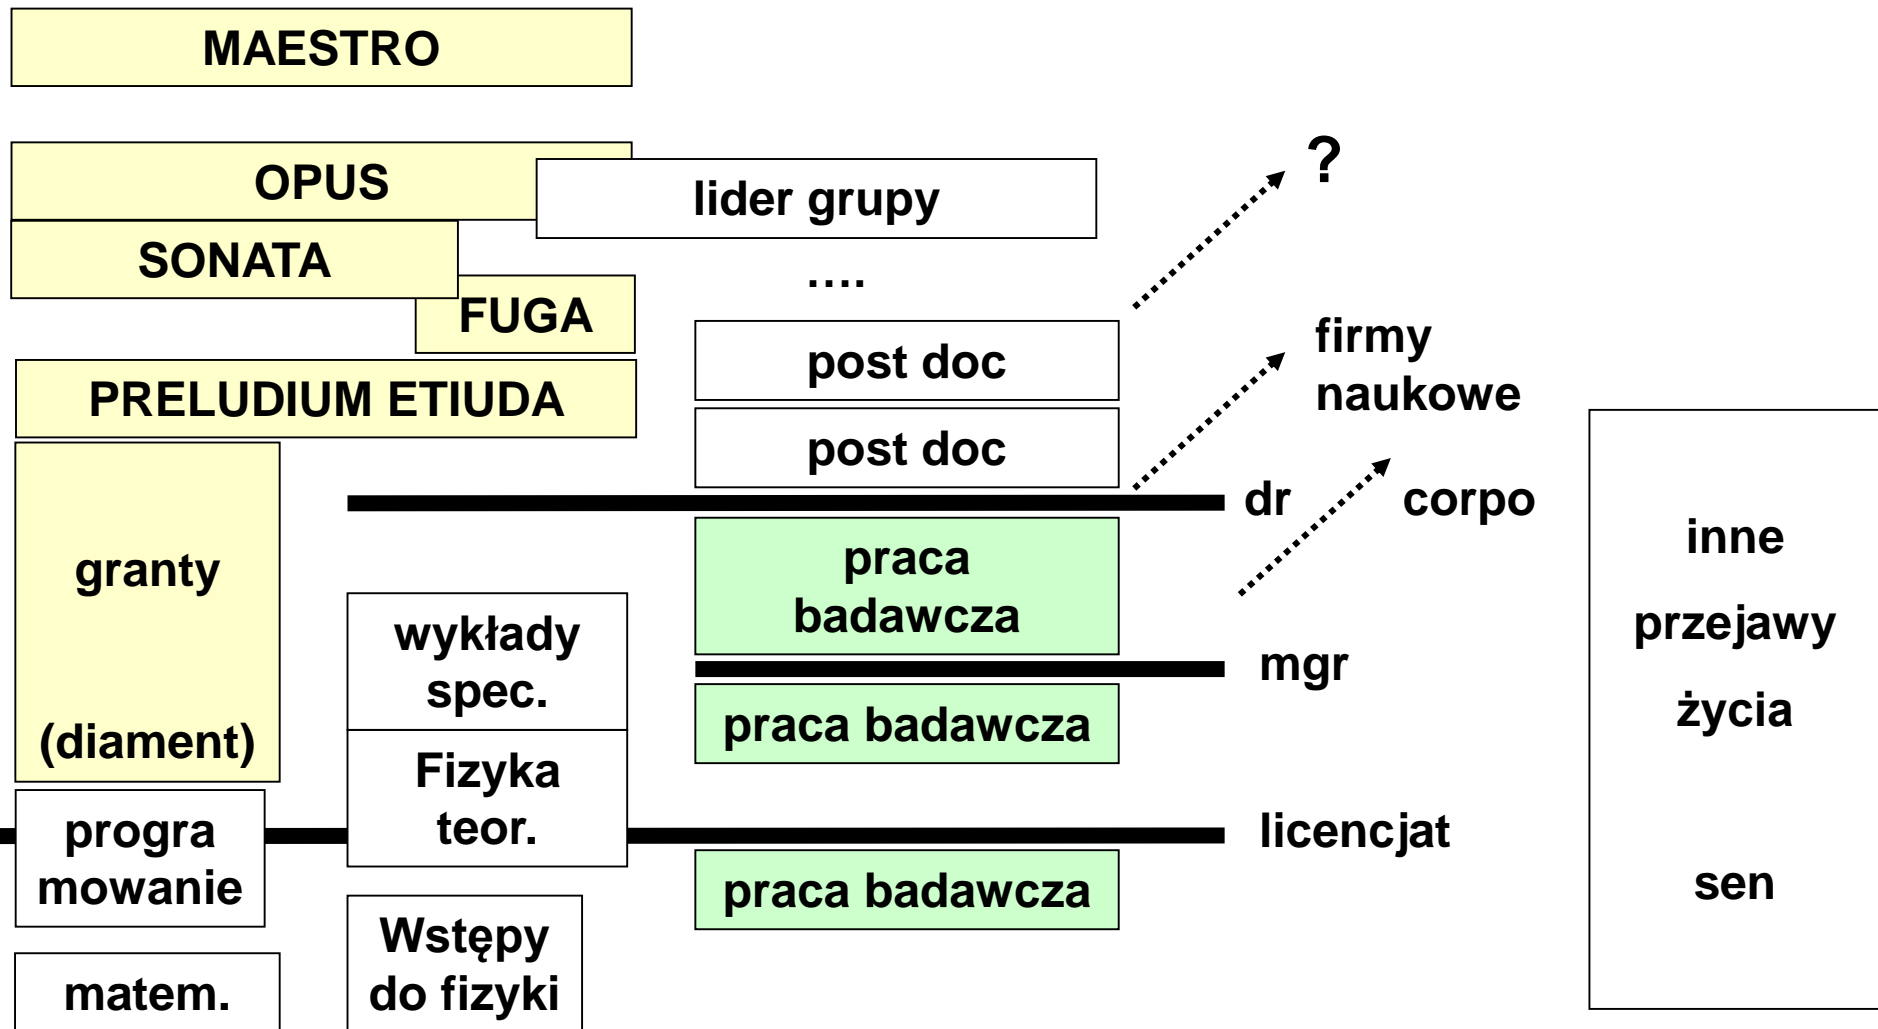 MAESTRO
OPUS
lider grupy
?
SONATA
....
FUGA
firmy
naukowe
post doc
PRELUDIUM ETIUDA
post doc
dr
corpo
granty
(diament)
praca
badawcza
wykłady
spec.
mgr
praca badawcza
Fizyka
teor.
licencjat
progra
mowanie
praca badawcza
Wstępy
do fizyki
matem.
inne
przejawy
życia
sen